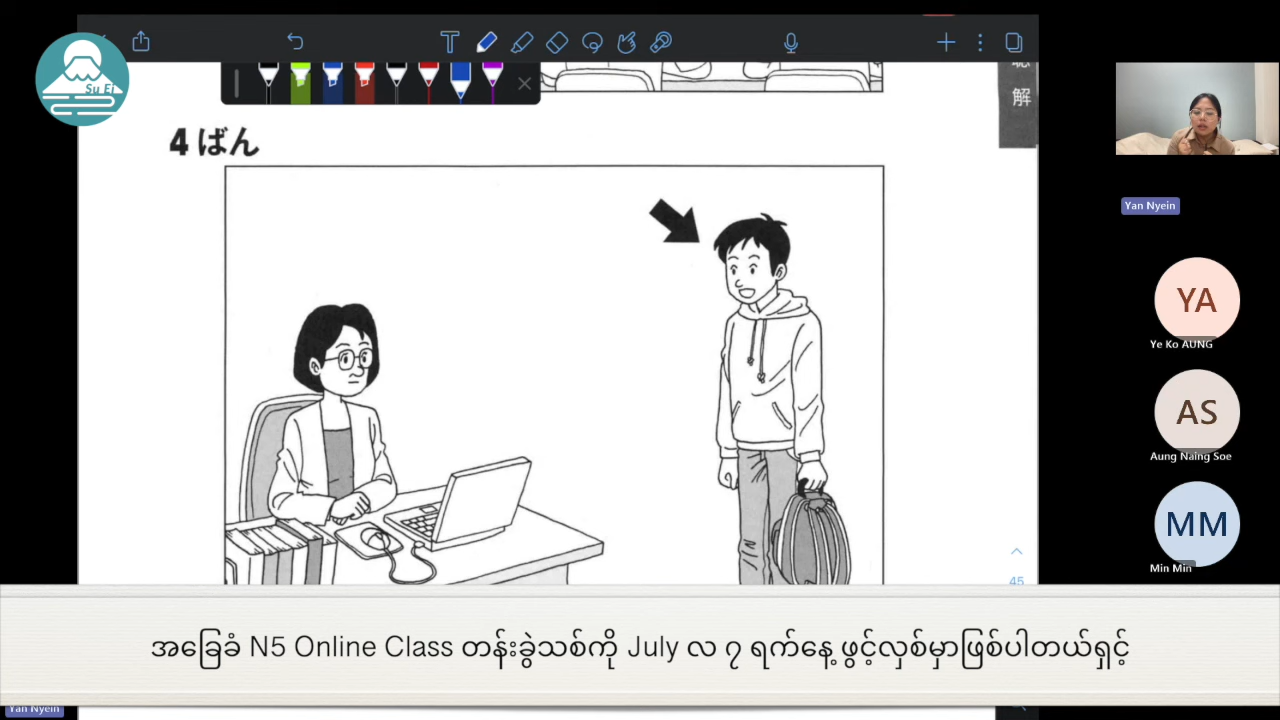 Su Ei
聴
解
4ばん
Yan Nyein
YA
Ye Ko AUNG
AS
Aung Naing Soe
MM
Min Min
45
အခြေခံ N5 Online Class တန်းခွဲသစ်ကို July လ ၇ ရက်နေ့ ဖွင့်လှစ်မှာဖြစ်ပါတယ်ရှင့်
Yan Nyein